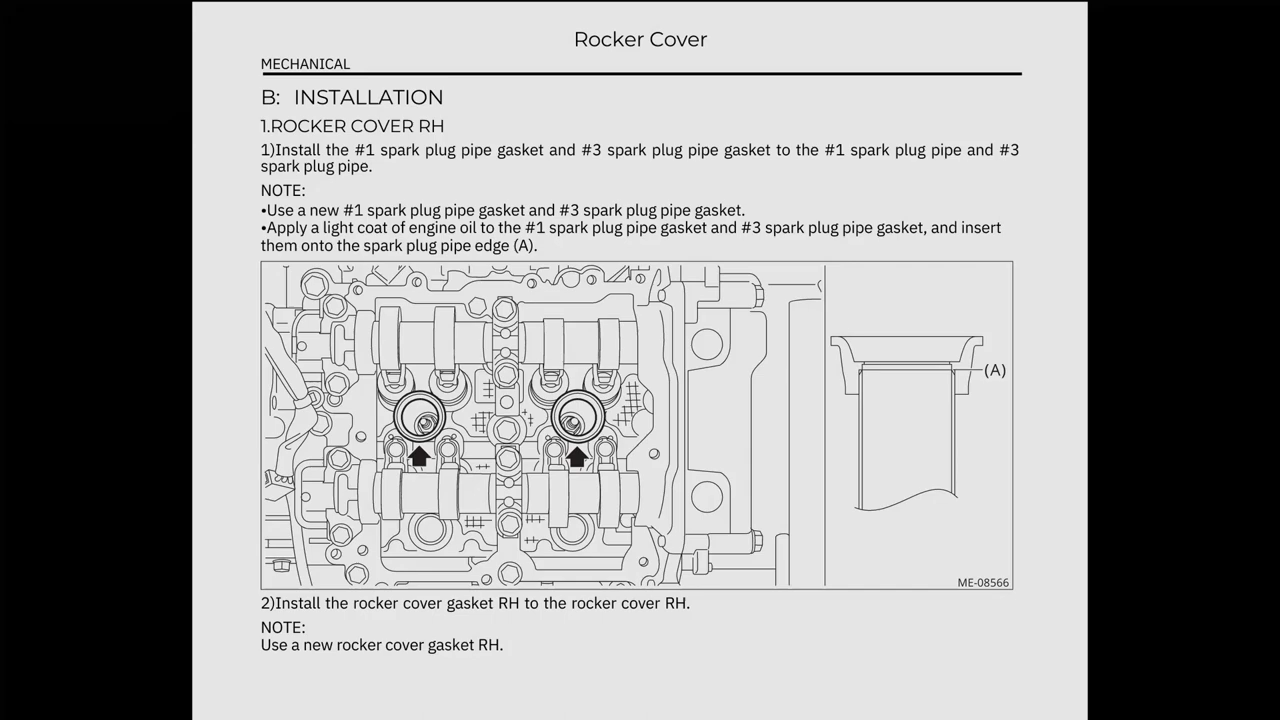 Rocker Cover
MECHANICAL
B: INSTALLATION
1.ROCKER COVER RH
1)Install the #1 spark plug pipe gasket and #3 spark plug pipe gasket to the #1 spark plug pipe and #3
spark plug pipe.
NOTE:
•Use a new #1 spark plug pipe gasket and #3 spark plug pipe gasket.
•Apply a light coat of engine oil to the #1 spark plug pipe gasket and #3 spark plug pipe gasket, and insert
them onto the spark plug pipe edge (A).
(A)
ME-08566
2)Install the rocker cover gasket RH to the rocker cover RH.
NOTE:
Use a new rocker cover gasket RH.